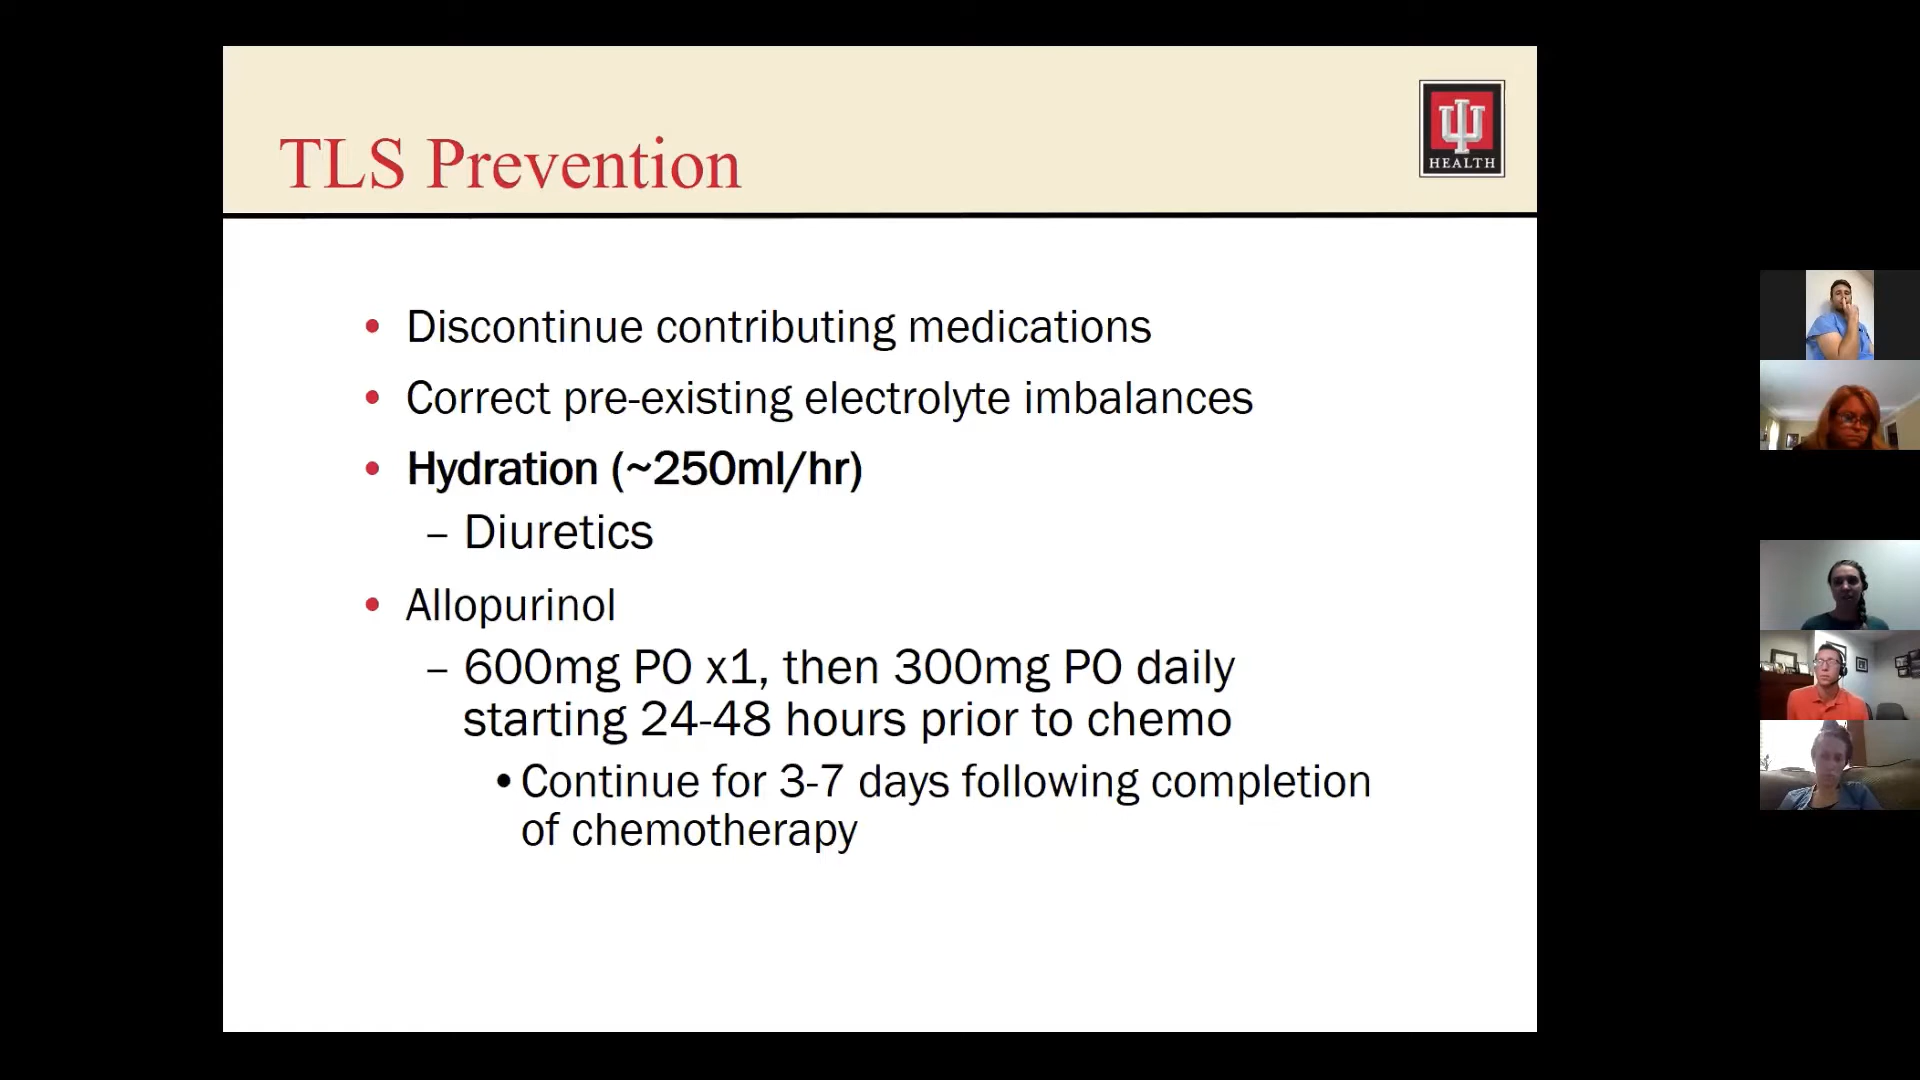 TLS Prevention
HEALTH
• Discontinue contributing medications
• Correct pre-existing electrolyte imbalances
• Hydration (~250ml/hr)
– Diuretics
• Allopurinol
– 600mg PO x1, then 300mg PO daily
starting 24-48 hours prior to chemo
• Continue for 3-7 days following completion
of chemotherapy